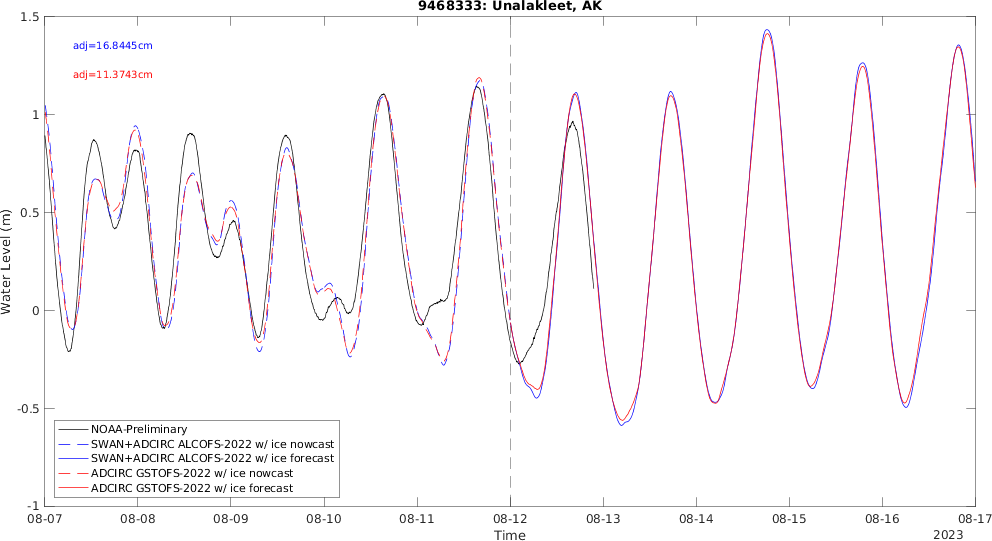 9468333: Unalakleet, AK
adj=16.8445cm
adj=11.3743cm
Water Level (m)
1.5
1
0.5
0
-0.5
-1
NOAA-Preliminary
SWAN+ADCIRC ALCOFS-2022 w/ ice nowcast
SWAN+ADCIRC ALCOFS-2022 w/ ice forecast
ADCIRC GSTOFS-2022 w/ ice nowcast
ADCIRC GSTOFS-2022 w/ ice forecast
08-07 08-08 08-09 08-10 08-11 08-12 08-13 08-14 08-15 08-16 08-17
Time
2023